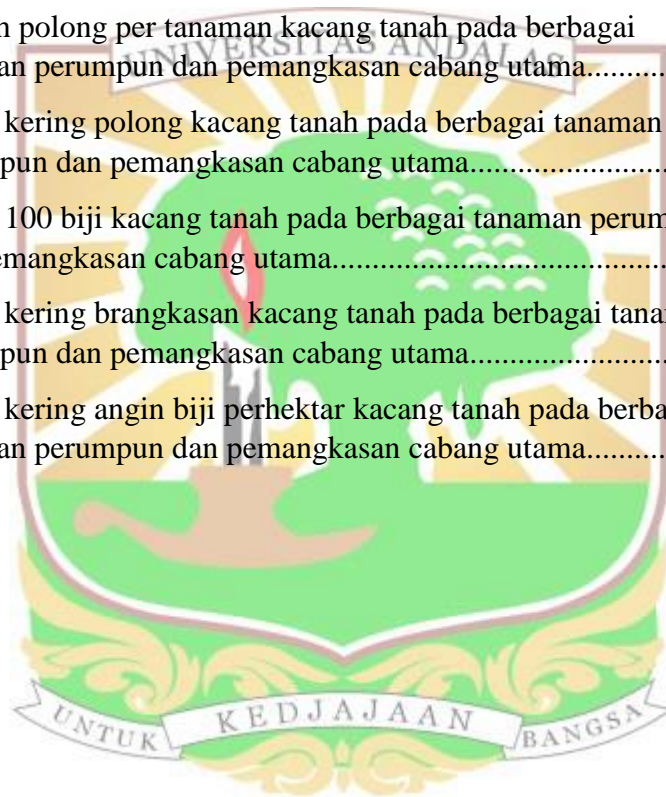 n polong per tanaman kacang tanah pada berbagai
UNIVERSITAS ANDALAS
an perumpun dan pemangkasan cabang utama...........
kering polong kacang tanah pada berbagai tanaman
pun dan pemangkasan cabang utama.........................
100 biji kacang tanah pada berbagai tanaman perum
emangkasan cabang utama..........................................
kering brangkasan kacang tanah pada berbagai tana
pun dan pemangkasan cabang utama.........................
kering angin biji perhektar kacang tanah pada berba
an perumpun dan pemangkasan cabang utama...........
UNTUK KEDJAJAAN BANGSA